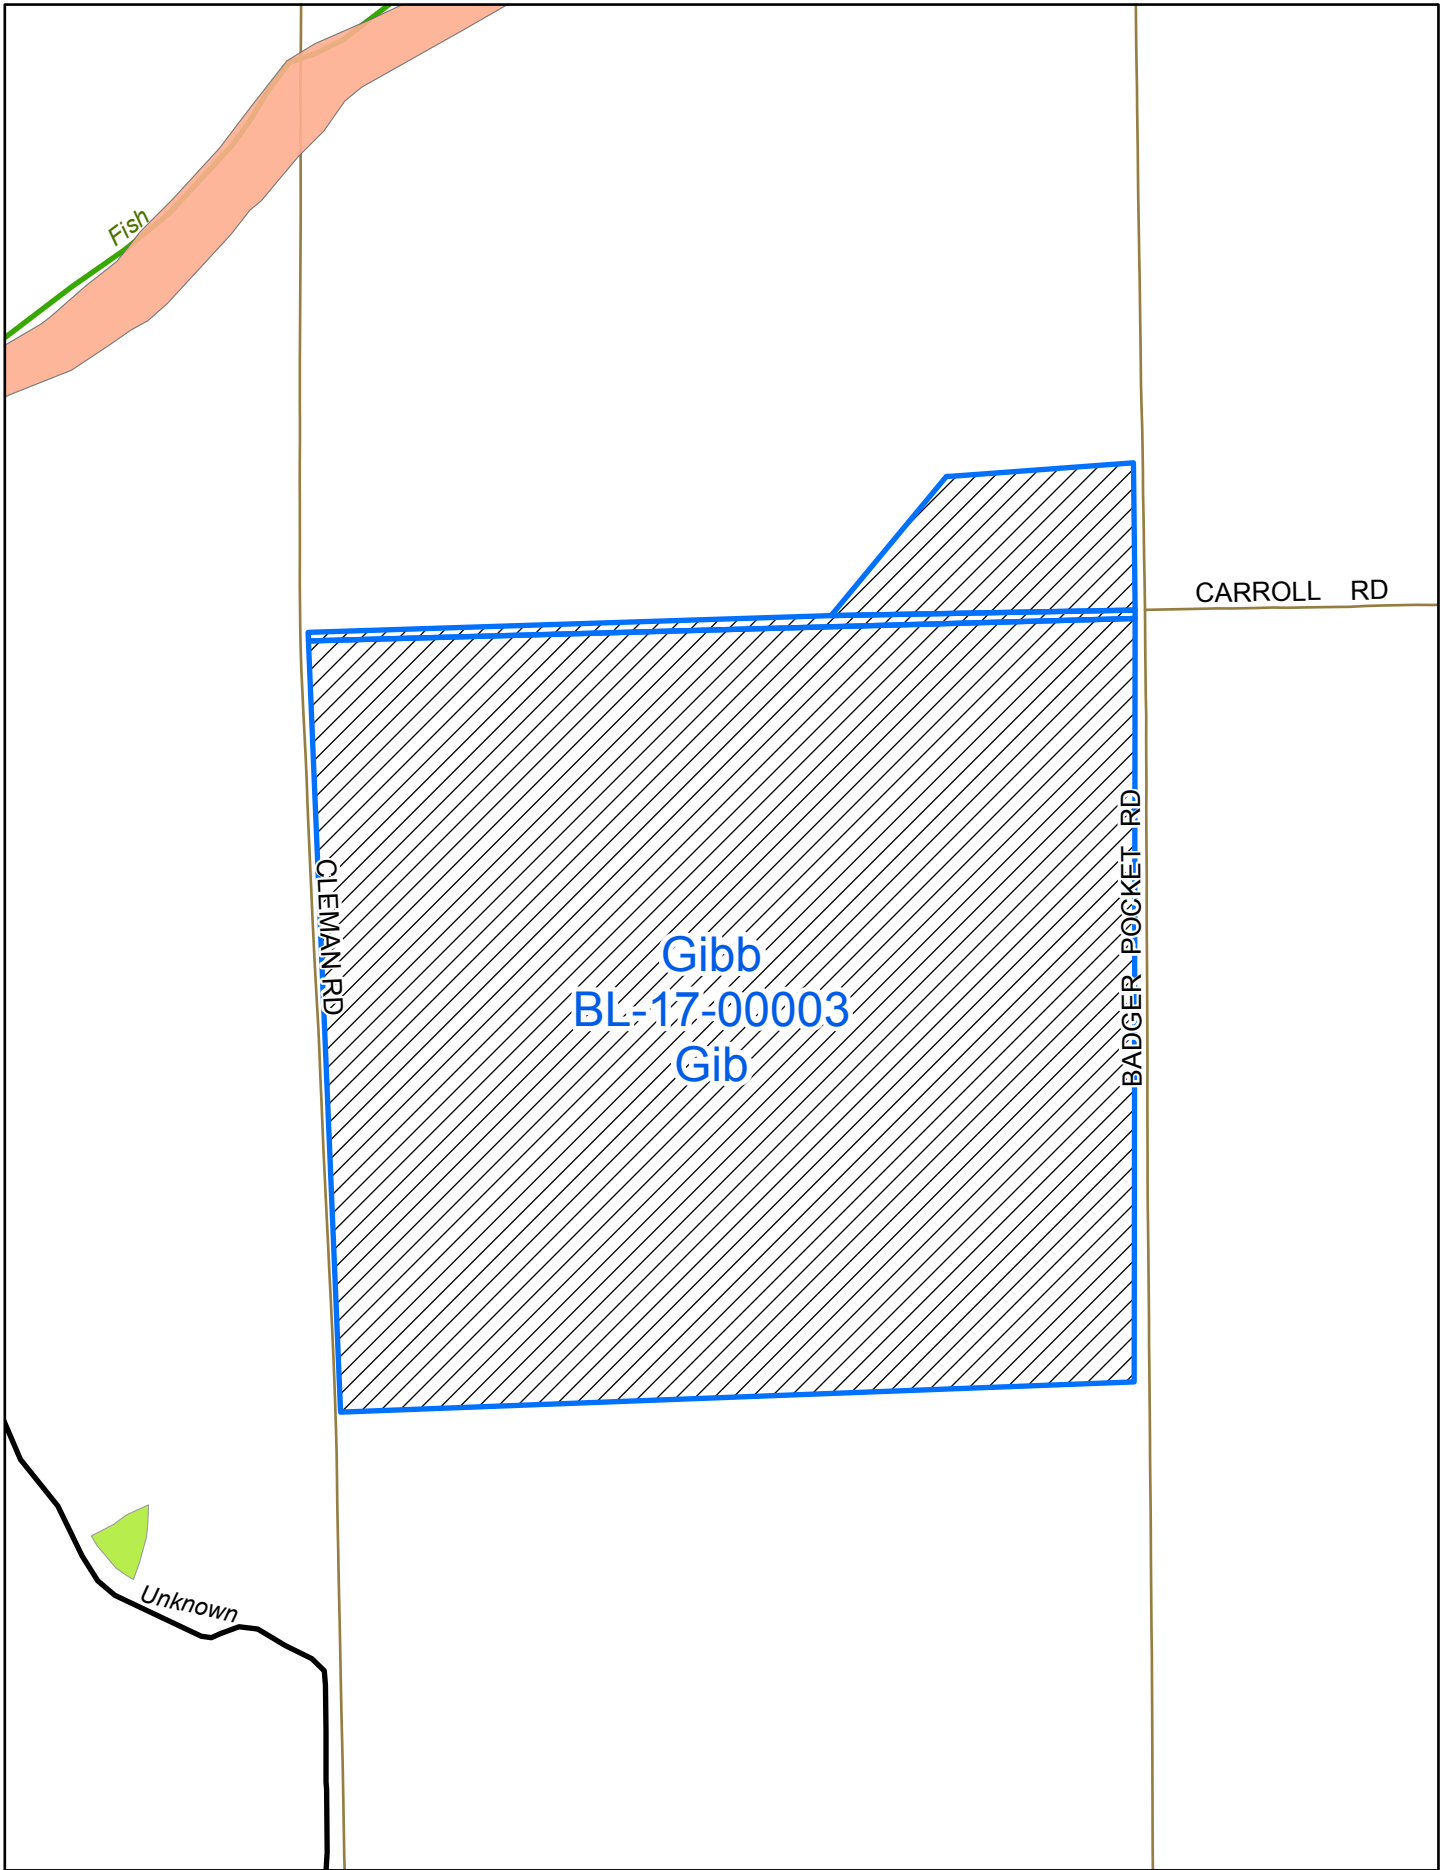 Fish
CARROLL RD
CLEMAN RD
BADGER POCKET RD
Gibb
BL-17-00003
Gib
Unknown